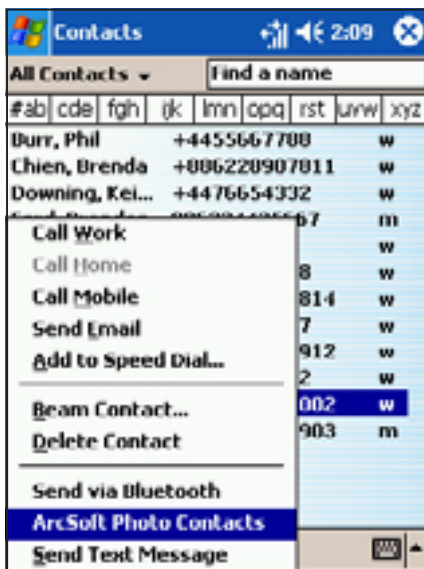 Contacts 2:09
All Contacts Find a name
#ab cde fgh ijk lmn opq rst uvw xyz
Burr, Phil +4455667788 w
Chien, Brenda +886228907811 w
Downing, Kei... +4476654332 w
67 m
Call Work w
Call Home 8 w
Call Mobile 814 w
Send Email 7 w
Add to Speed Dial... 912 w
2 w
Beam Contact... 002 w
Delete Contact 903 m
Send via Bluetooth
ArcSoft Photo Contacts
Send Text Message